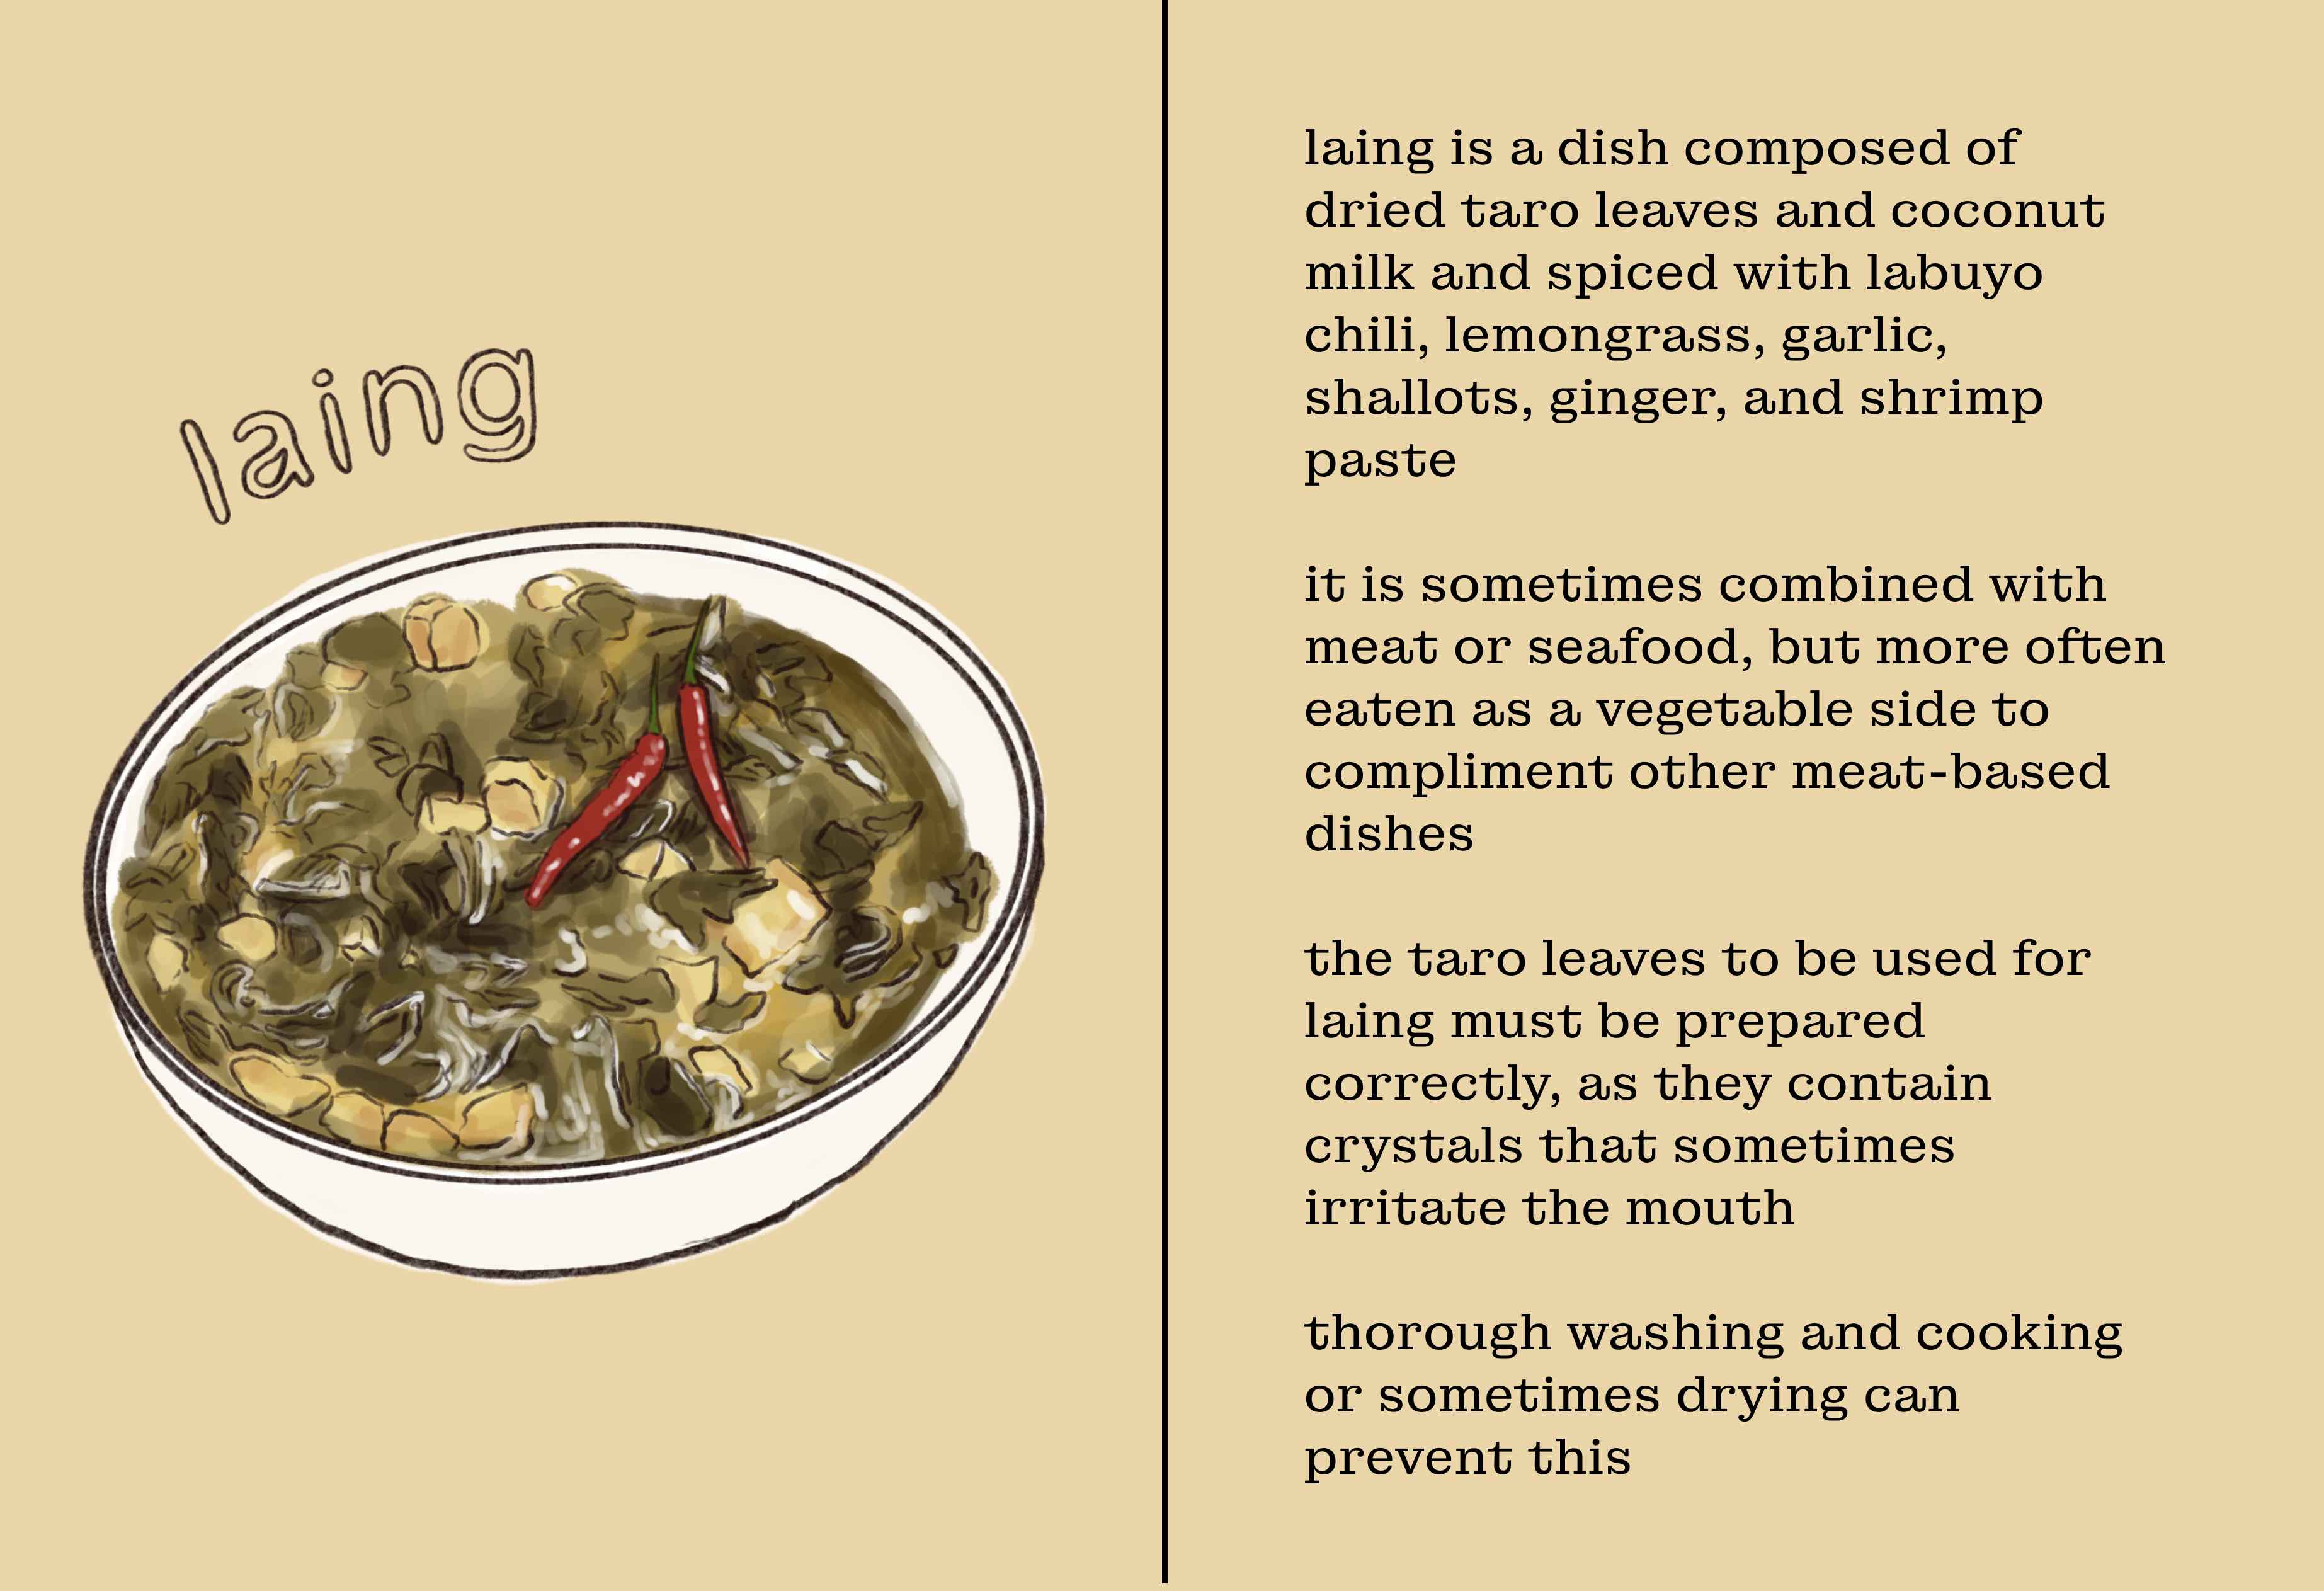 laing
laing is a dish composed of
dried taro leaves and coconut
milk and spiced with labuyo
chili, lemongrass, garlic,
shallots, ginger, and shrimp
paste
it is sometimes combined with
meat or seafood, but more often
eaten as a vegetable side to
compliment other meat-based
dishes
the taro leaves to be used for
laing must be prepared
correctly, as they contain
crystals that sometimes
irritate the mouth
thorough washing and cooking
or sometimes drying can
prevent this